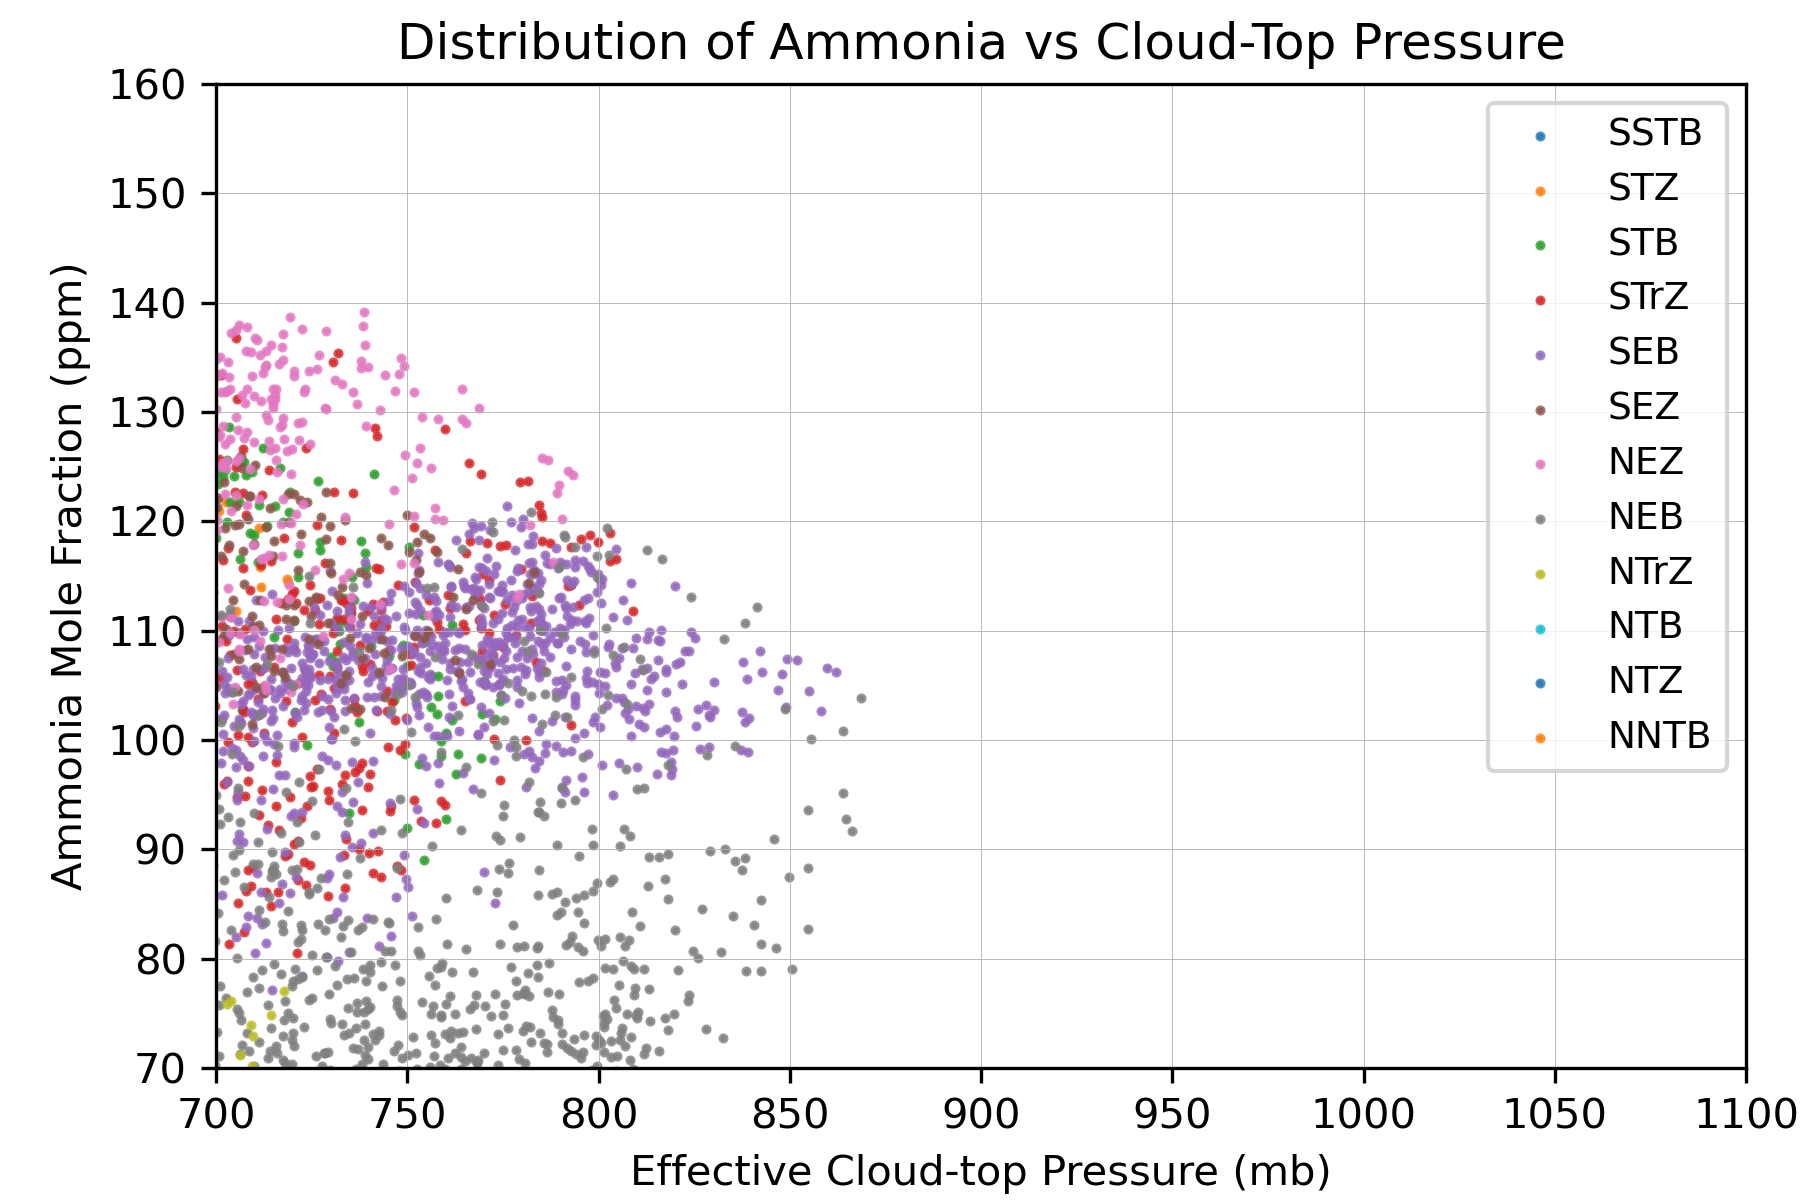 Distribution of Ammonia vs Cloud-Top Pressure
160
150
140
130
120
110
100
90
80
70
Ammonia Mole Fraction (ppm)
SSTB
STZ
STB
STrZ
SEB
SEZ
NEZ
NEB
NTrZ
NTB
NTZ
NNTB
700 750 800 850 900 950 1000 1050 1100
Effective Cloud-top Pressure (mb)